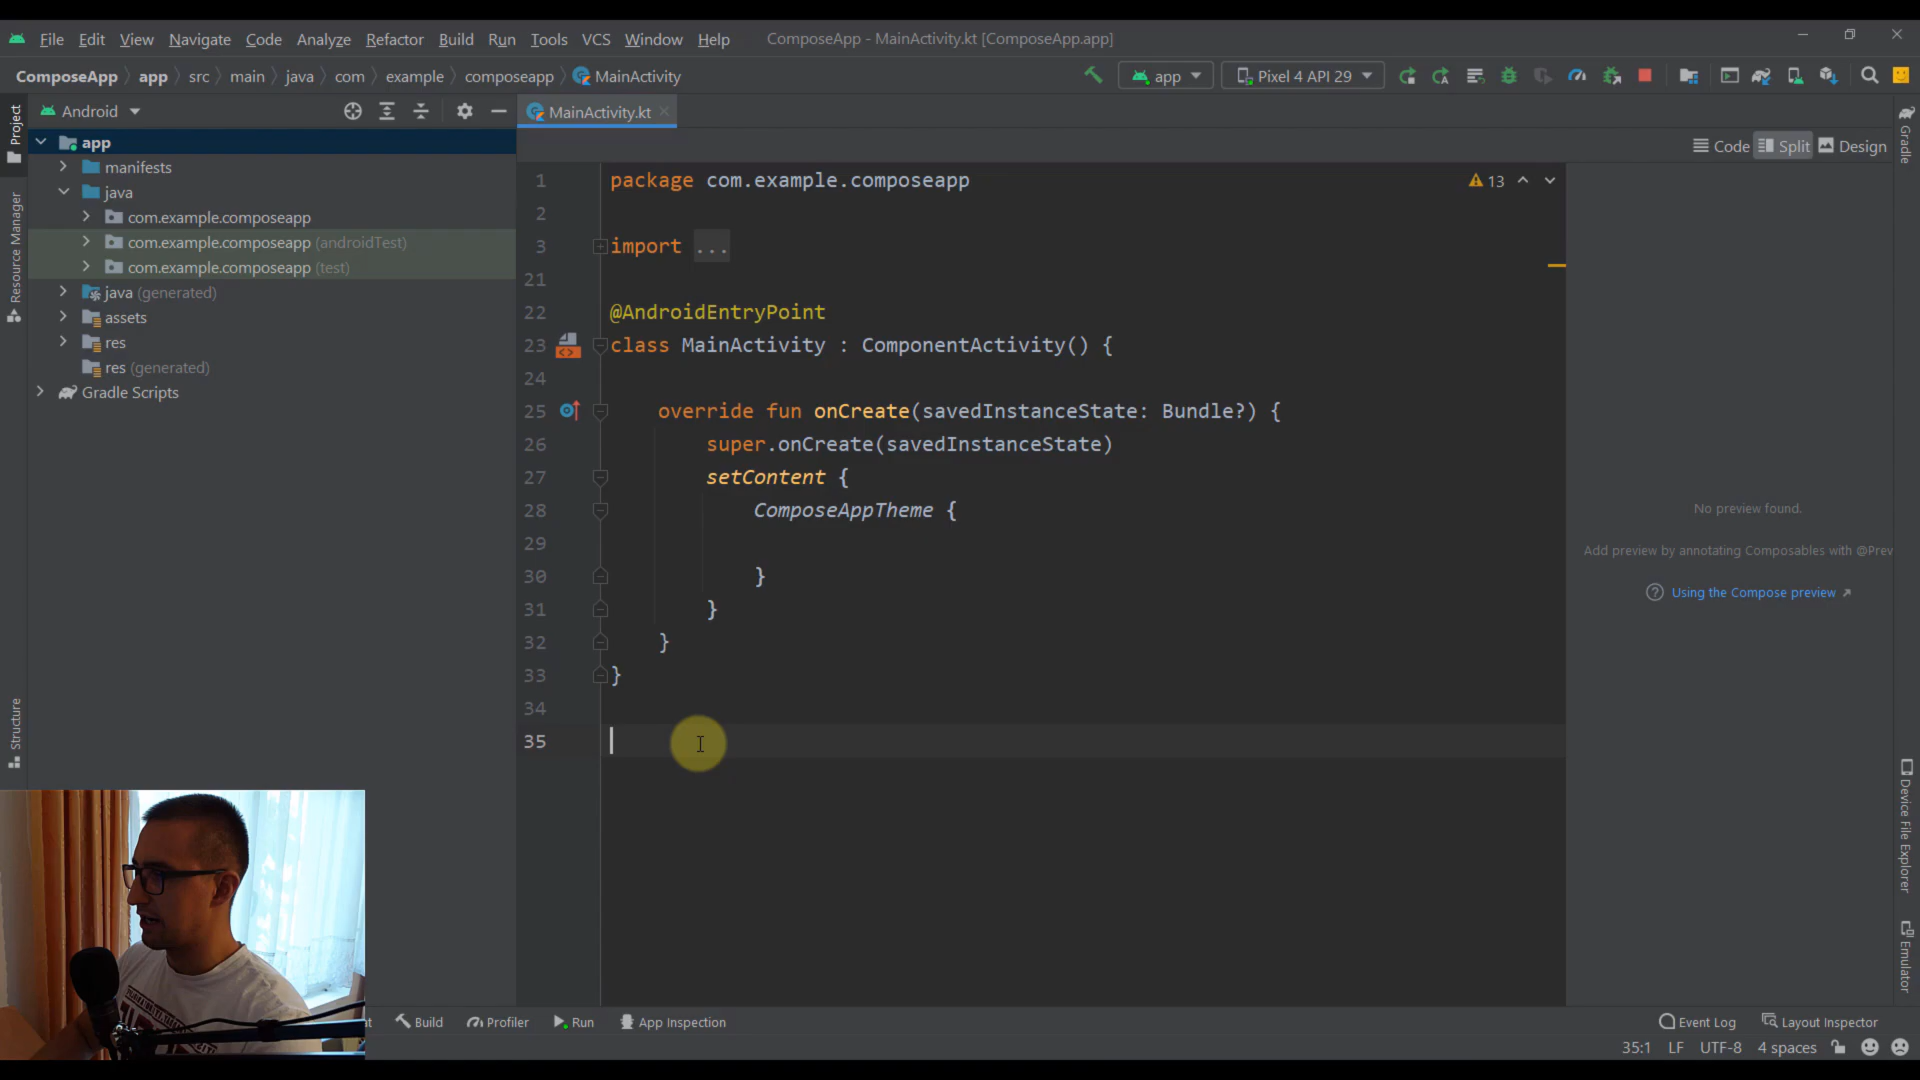 File Edit View Navigate Code Analyze Refactor Build Run Tools VCS Window Help ComposeApp - MainActivity.kt [ComposeApp.app]
ComposeApp app src main java com example composeapp MainActivity app Pixel 4 API 29
Project
Android
MainActivity.kt
Gradle
Code Split Design
app
manifests
java
com.example.composeapp
com.example.composeapp (androidTest)
com.example.composeapp (test)
java (generated)
assets
res
res (generated)
Gradle Scripts
Resource Manager
Structure
1 package com.example.composeapp
13
2
3 import ...
21
22 @AndroidEntryPoint
23 class MainActivity : ComponentActivity() {
24
25 override fun onCreate(savedInstanceState: Bundle?) {
26 super.onCreate(savedInstanceState)
27 setContent {
28 ComposeAppTheme {
29
30 }
31 }
32 }
33 }
34
35
No preview found.
Add preview by annotating Composables with @Prev
Using the Compose preview
Device File Explorer
Emulator
Build Profiler Run App Inspection Event Log Layout Inspector
35:1 LF UTF-8 4 spaces